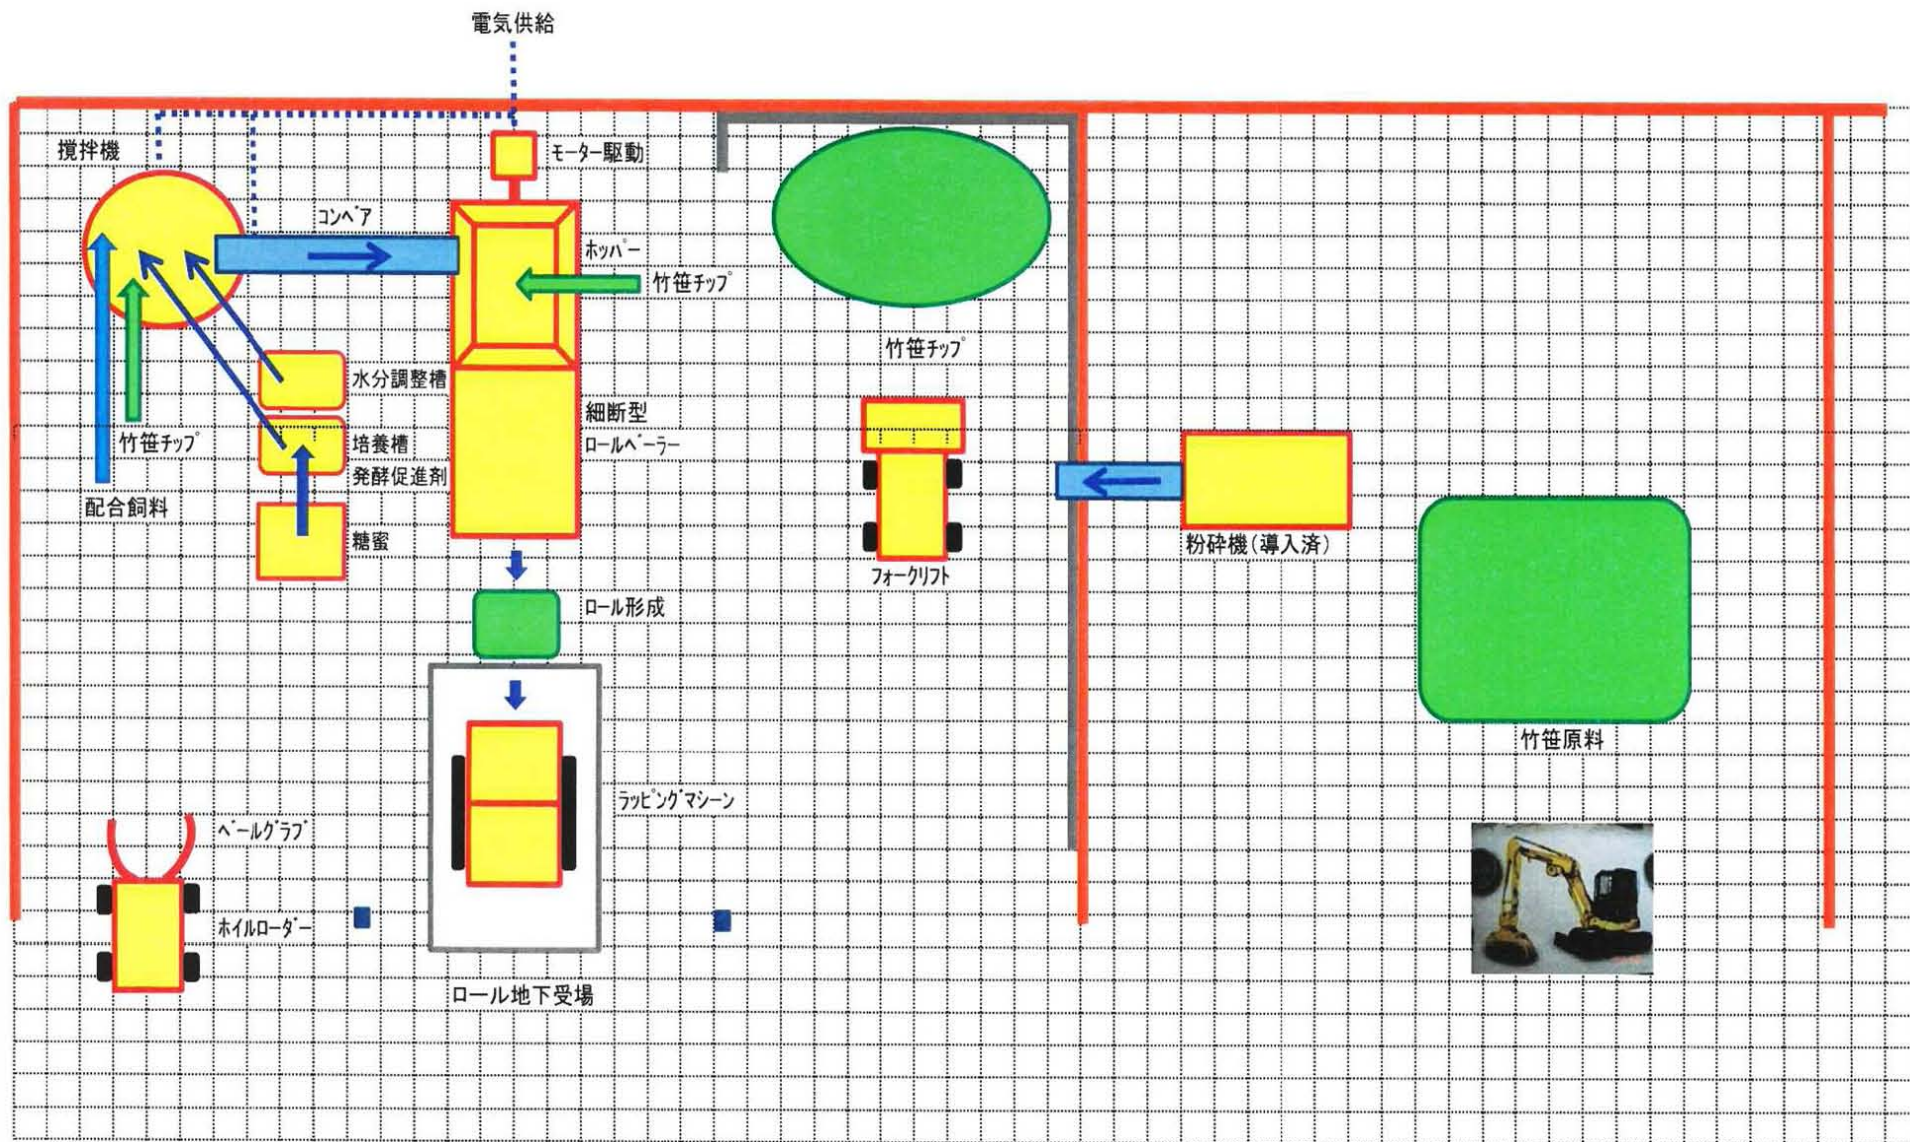 電気供給
撹拌機
モーター駆動
コンベア
ホッパー
竹笹チップ
竹笹チップ
水分調整槽
細断型
ロールベーラー
竹笹チップ
培養槽
発酵促進剤
配合飼料
糖蜜
粉砕機(導入済)
フォークリフト
ロール形成
竹笹原料
ラッピングマシーン
ベールグラブ
ホイルローダー
ロール地下受場